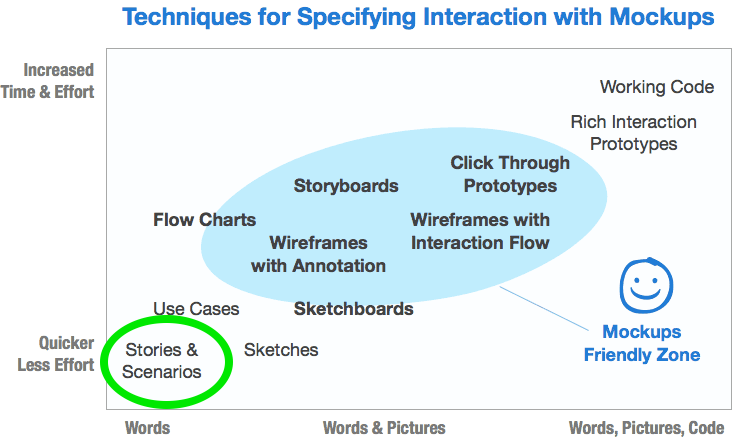 Techniques for Specifying Interaction with Mockups
Increased
Time & Effort
Working Code
Rich Interaction
Prototypes
Click Through
Prototypes
Storyboards
Flow Charts
Wireframes with
Interaction Flow
Wireframes
with Annotation
Use Cases
Sketchboards
Mockups
Friendly Zone
Quicker
Less Effort
Stories &
Scenarios
Sketches
Words
Words & Pictures
Words, Pictures, Code